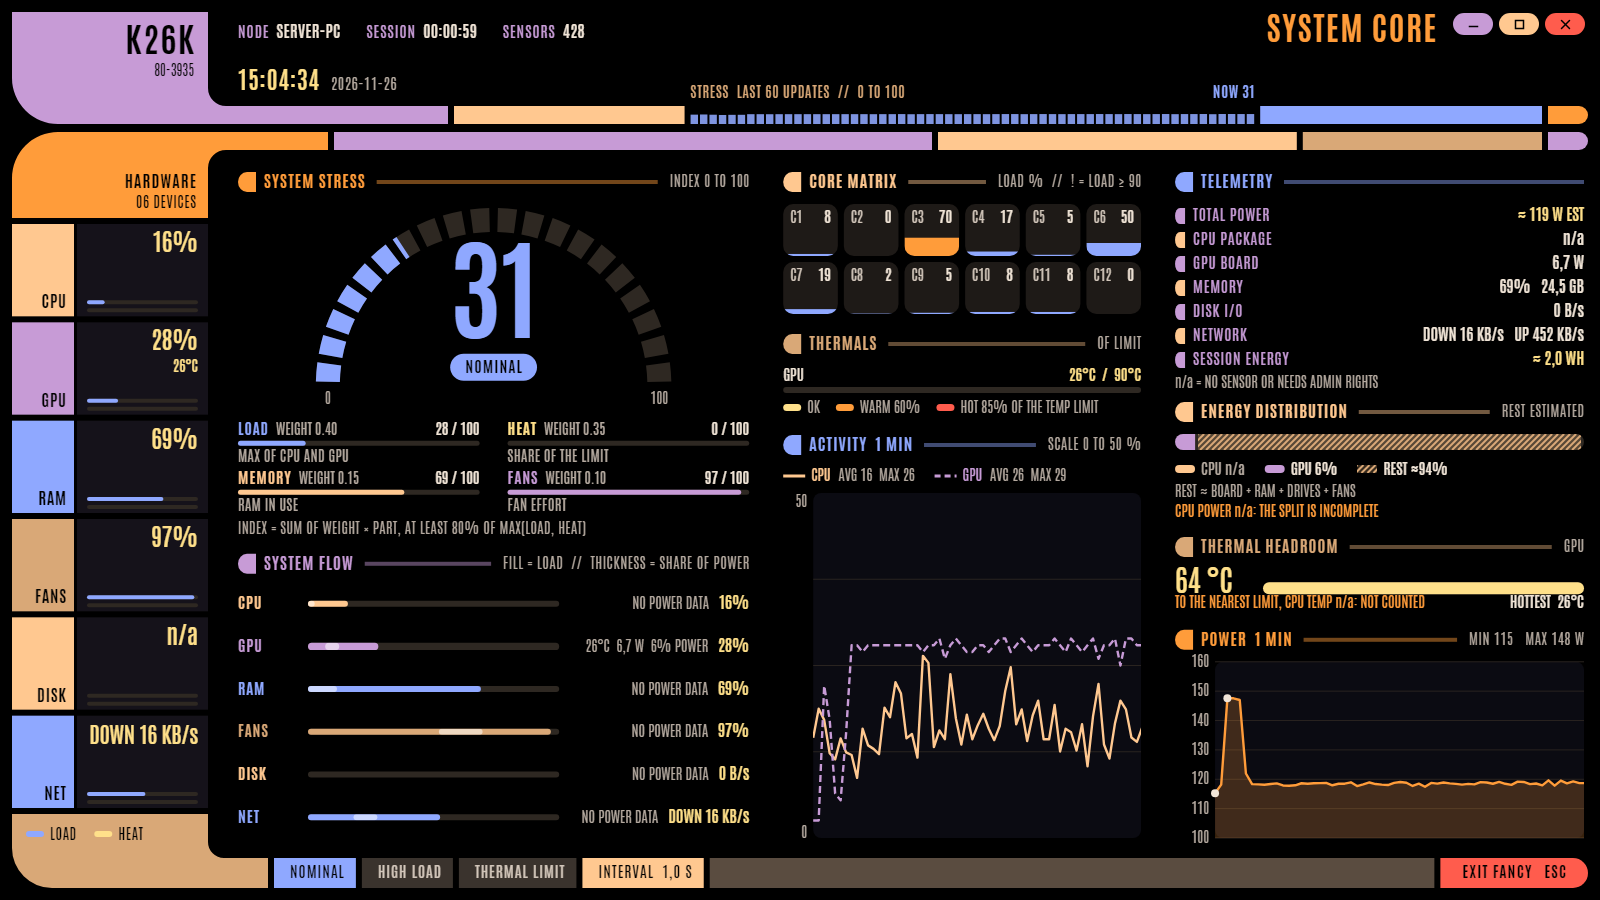 K26K
80-3935
NODE SERVER-PC SESSION 00:00:59 SENSORS 428
15:04:34 2026-11-26
SYSTEM CORE
STRESS LAST 60 UPDATES // 0 TO 100
NOW 31
HARDWARE
06 DEVICES
16%
CPU
28%
26°C
GPU
69%
RAM
97%
FANS
n/a
DISK
DOWN 16 KB/s
NET
LOAD HEAT
SYSTEM STRESS INDEX 0 TO 100
31
NOMINAL
0 100
LOAD WEIGHT 0.40 28 / 100
MAX OF CPU AND GPU
HEAT WEIGHT 0.35 0 / 100
SHARE OF THE LIMIT
MEMORY WEIGHT 0.15 69 / 100
RAM IN USE
FANS WEIGHT 0.10 97 / 100
FAN EFFORT
INDEX = SUM OF WEIGHT × PART, AT LEAST 80% OF MAX(LOAD, HEAT)
SYSTEM FLOW FILL = LOAD // THICKNESS = SHARE OF POWER
CPU NO POWER DATA 16%
GPU 26°C 6,7 W 6% POWER 28%
RAM NO POWER DATA 69%
FANS NO POWER DATA 97%
DISK NO POWER DATA 0 B/s
NET NO POWER DATA DOWN 16 KB/s
CORE MATRIX LOAD % // ! = LOAD ≥ 90
C1 8 C2 0 C3 70 C4 17 C5 5 C6 50
C7 19 C8 2 C9 5 C10 8 C11 8 C12 0
THERMALS OF LIMIT
GPU 26°C / 90°C
OK WARM 60% HOT 85% OF THE TEMP LIMIT
ACTIVITY 1 MIN SCALE 0 TO 50 %
CPU AVG 16 MAX 26 GPU AVG 26 MAX 29
50
0
TELEMETRY
TOTAL POWER ≈ 119 W EST
CPU PACKAGE n/a
GPU BOARD 6,7 W
MEMORY 69% 24,5 GB
DISK I/O 0 B/s
NETWORK DOWN 16 KB/s UP 452 KB/s
SESSION ENERGY ≈ 2,0 WH
n/a = NO SENSOR OR NEEDS ADMIN RIGHTS
ENERGY DISTRIBUTION REST ESTIMATED
CPU n/a GPU 6% REST ≈94%
REST ≈ BOARD + RAM + DRIVES + FANS
CPU POWER n/a: THE SPLIT IS INCOMPLETE
THERMAL HEADROOM GPU
64 °C
TO THE NEAREST LIMIT, CPU TEMP n/a: NOT COUNTED HOTTEST 26°C
POWER 1 MIN MIN 115 MAX 148 W
160
150
140
130
120
110
100
NOMINAL HIGH LOAD THERMAL LIMIT INTERVAL 1,0 S EXIT FANCY ESC